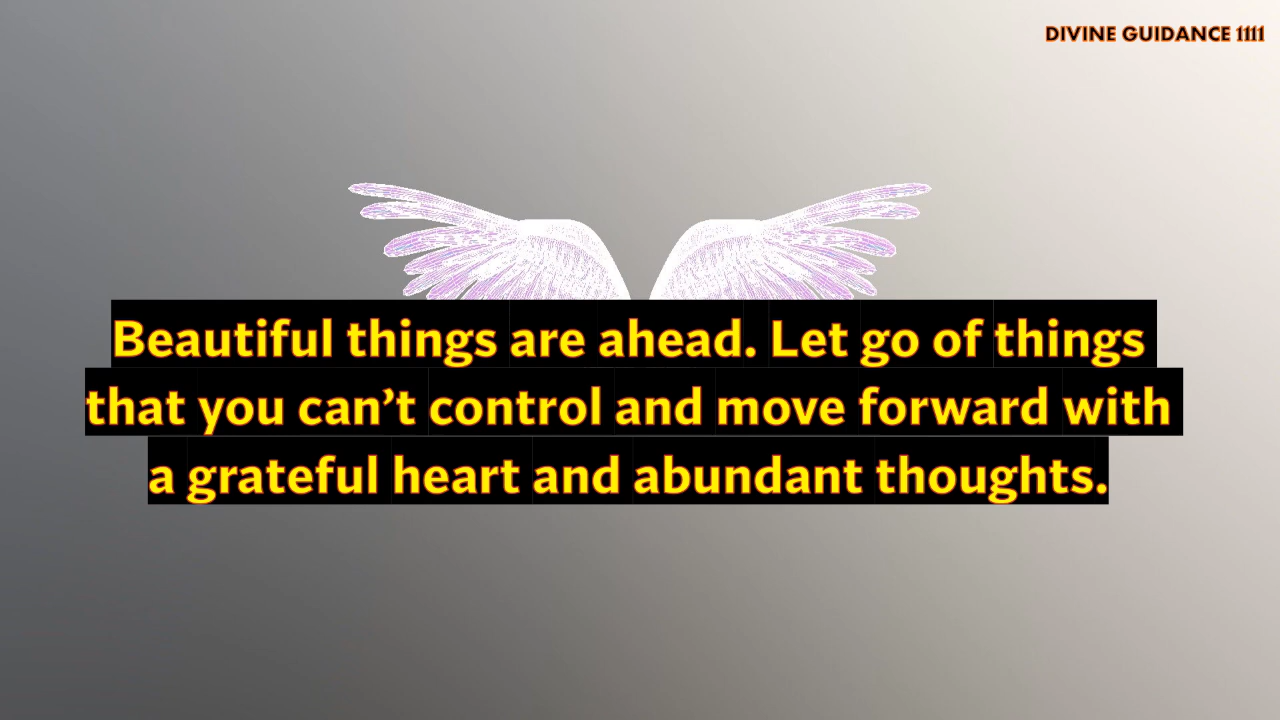 DIVINE GUIDANCE 1111
Beautiful things are ahead. Let go of things
that you can’t control and move forward with
a grateful heart and abundant thoughts.